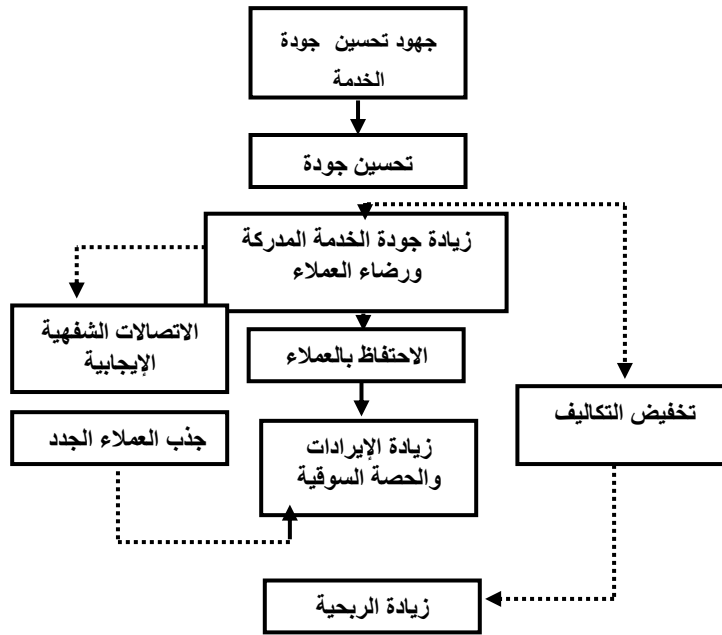 جهود تحسين جودة
الخدمة
تحسين جودة
زيادة جودة الخدمة المدركة
ورضاء العملاء
الاتصالات الشفهية
الإيجابية
الاحتفاظ بالعملاء
تخفيض التكاليف
جذب العملاء الجدد
زيادة الإيرادات
والحصة السوقية
زيادة الربحية